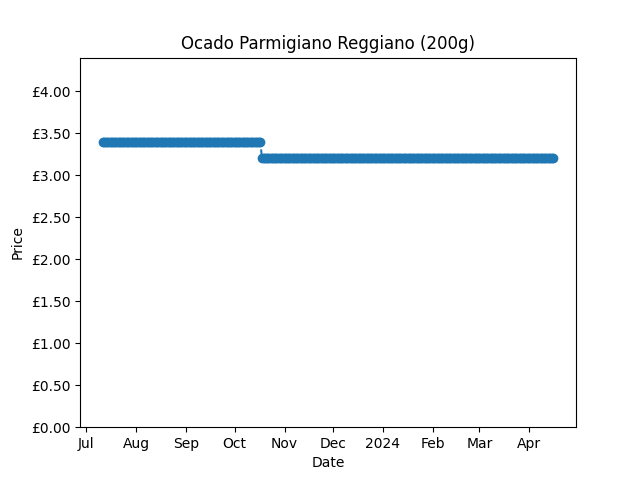 Ocado Parmigiano Reggiano (200g)
£4.00
£3.50
£3.00
£2.50
£2.00
£1.50
£1.00
£0.50
£0.00
Price
Jul Aug Sep Oct Nov Dec 2024 Feb Mar Apr
Date